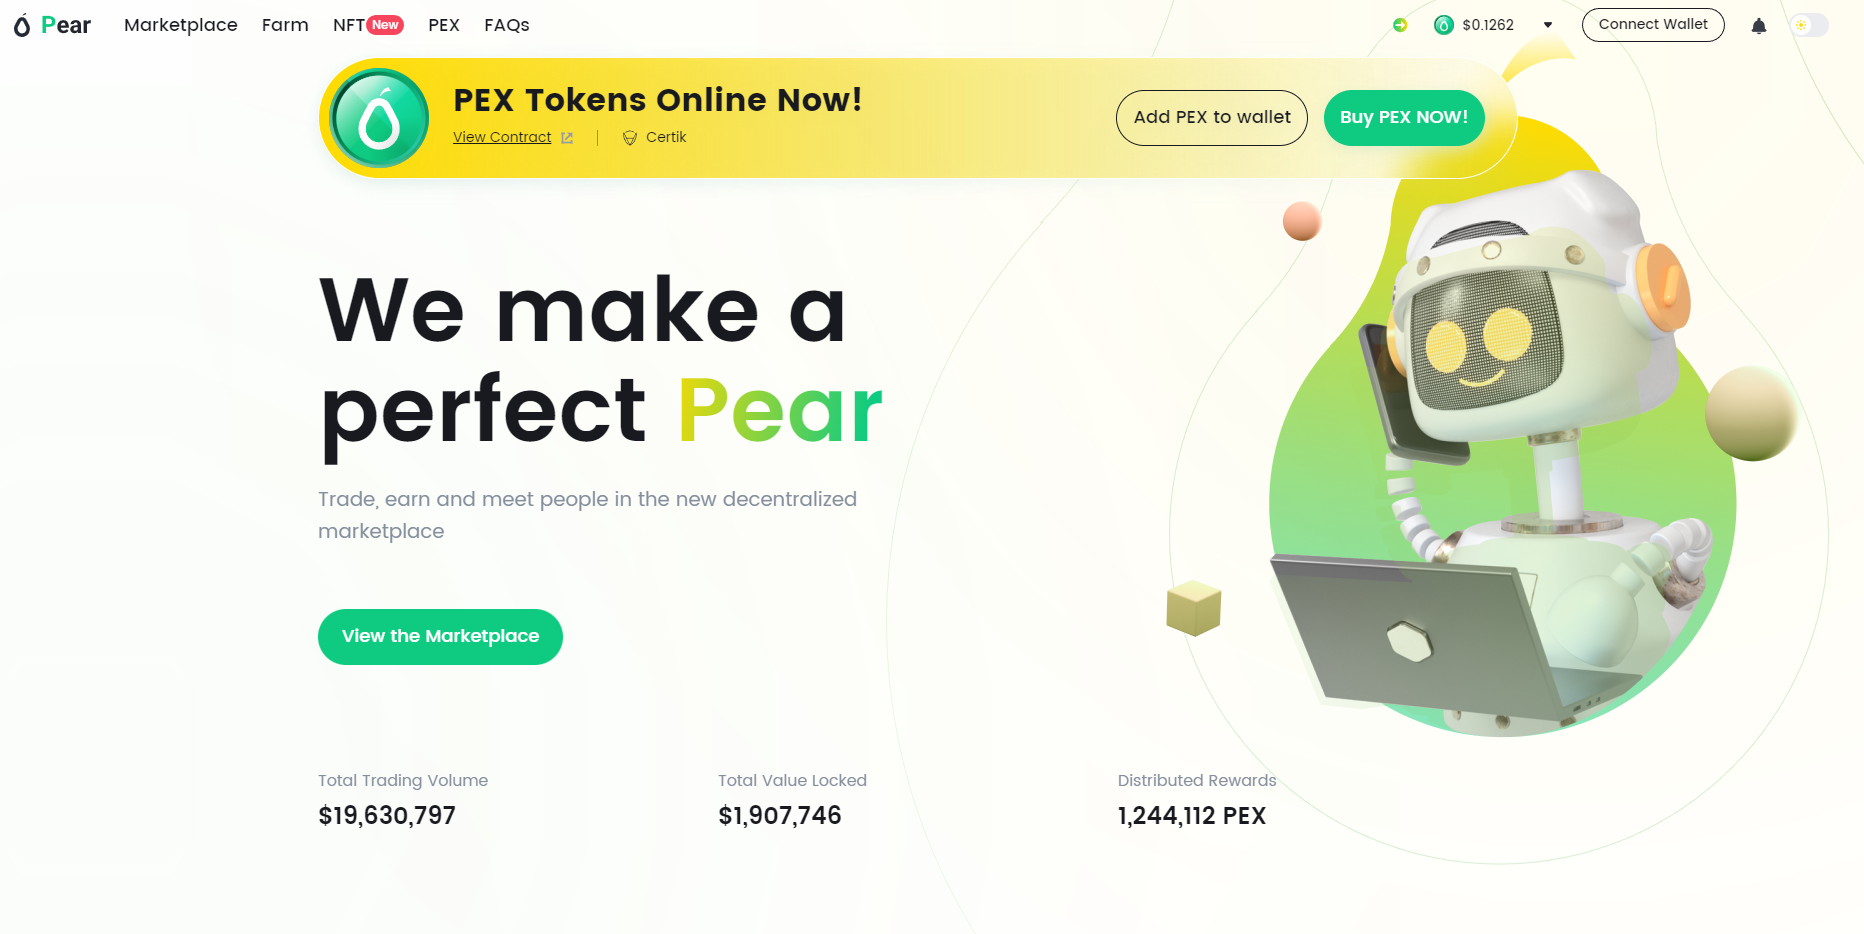 Pear
Marketplace
Farm
NFT New
PEX
FAQs
$0.1262
Connect Wallet
PEX Tokens Online Now!
View Contract
Certik
Add PEX to wallet
Buy PEX NOW!
We make a
perfect Pear
Trade, earn and meet people in the new decentralized
marketplace
View the Marketplace
Total Trading Volume
$19,630,797
Total Value Locked
$1,907,746
Distributed Rewards
1,244,112 PEX